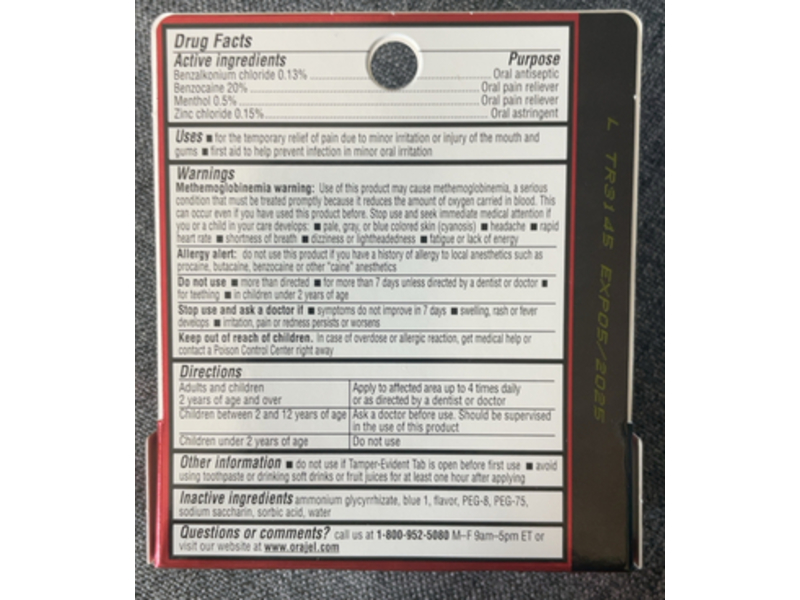 Drug Facts
Active ingredients Purpose
Benzalkonium chloride 0.13% Oral antiseptic
Benzocaine 20% Oral pain reliever
Menthol 0.5% Oral pain reliever
Zinc chloride 0.15% Oral astringent
Uses ■ for the temporary relief of pain due to minor irritation or injury of the mouth and
gums ■ first aid to help prevent infection in minor oral irritation
Warnings
Methemoglobinemia warning: Use of this product may cause methemoglobinemia, a serious
condition that must be treated promptly because it reduces the amount of oxygen carried in blood. This
can occur even if you have used this product before. Stop use and seek immediate medical attention if
you or a child in your care develops: ■ pale, gray, or blue colored skin (cyanosis) ■ headache ■ rapid
heart rate ■ shortness of breath ■ dizziness or lightheadedness ■ fatigue or lack of energy
Allergy alert: do not use this product if you have a history of allergy to local anesthetics such as
procaine, butacaine, benzocaine or other "caine" anesthetics
Do not use ■ more than directed ■ for more than 7 days unless directed by a dentist or doctor ■
for teething ■ in children under 2 years of age
Stop use and ask a doctor if ■ symptoms do not improve in 7 days ■ swelling, rash or fever
develops ■ irritation, pain or redness persists or worsens
Keep out of reach of children. In case of overdose or allergic reaction, get medical help or
contact a Poison Control Center right away
Directions
Adults and children Apply to affected area up to 4 times daily
2 years of age and over or as directed by a dentist or doctor
Children between 2 and 12 years of age Ask a doctor before use. Should be supervised
in the use of this product
Children under 2 years of age Do not use
Other information ■ do not use if Tamper-Evident Tab is open before first use ■ avoid
using toothpaste or drinking soft drinks or fruit juices for at least one hour after applying
Inactive ingredients ammonium glycyrrhizate, blue 1, flavor, PEG-8, PEG-75,
sodium saccharin, sorbic acid, water
Questions or comments? call us at 1-800-952-5080 M–F 9am–5pm ET or
visit our website at www.orajel.com
L TR9145 EXP05/2025